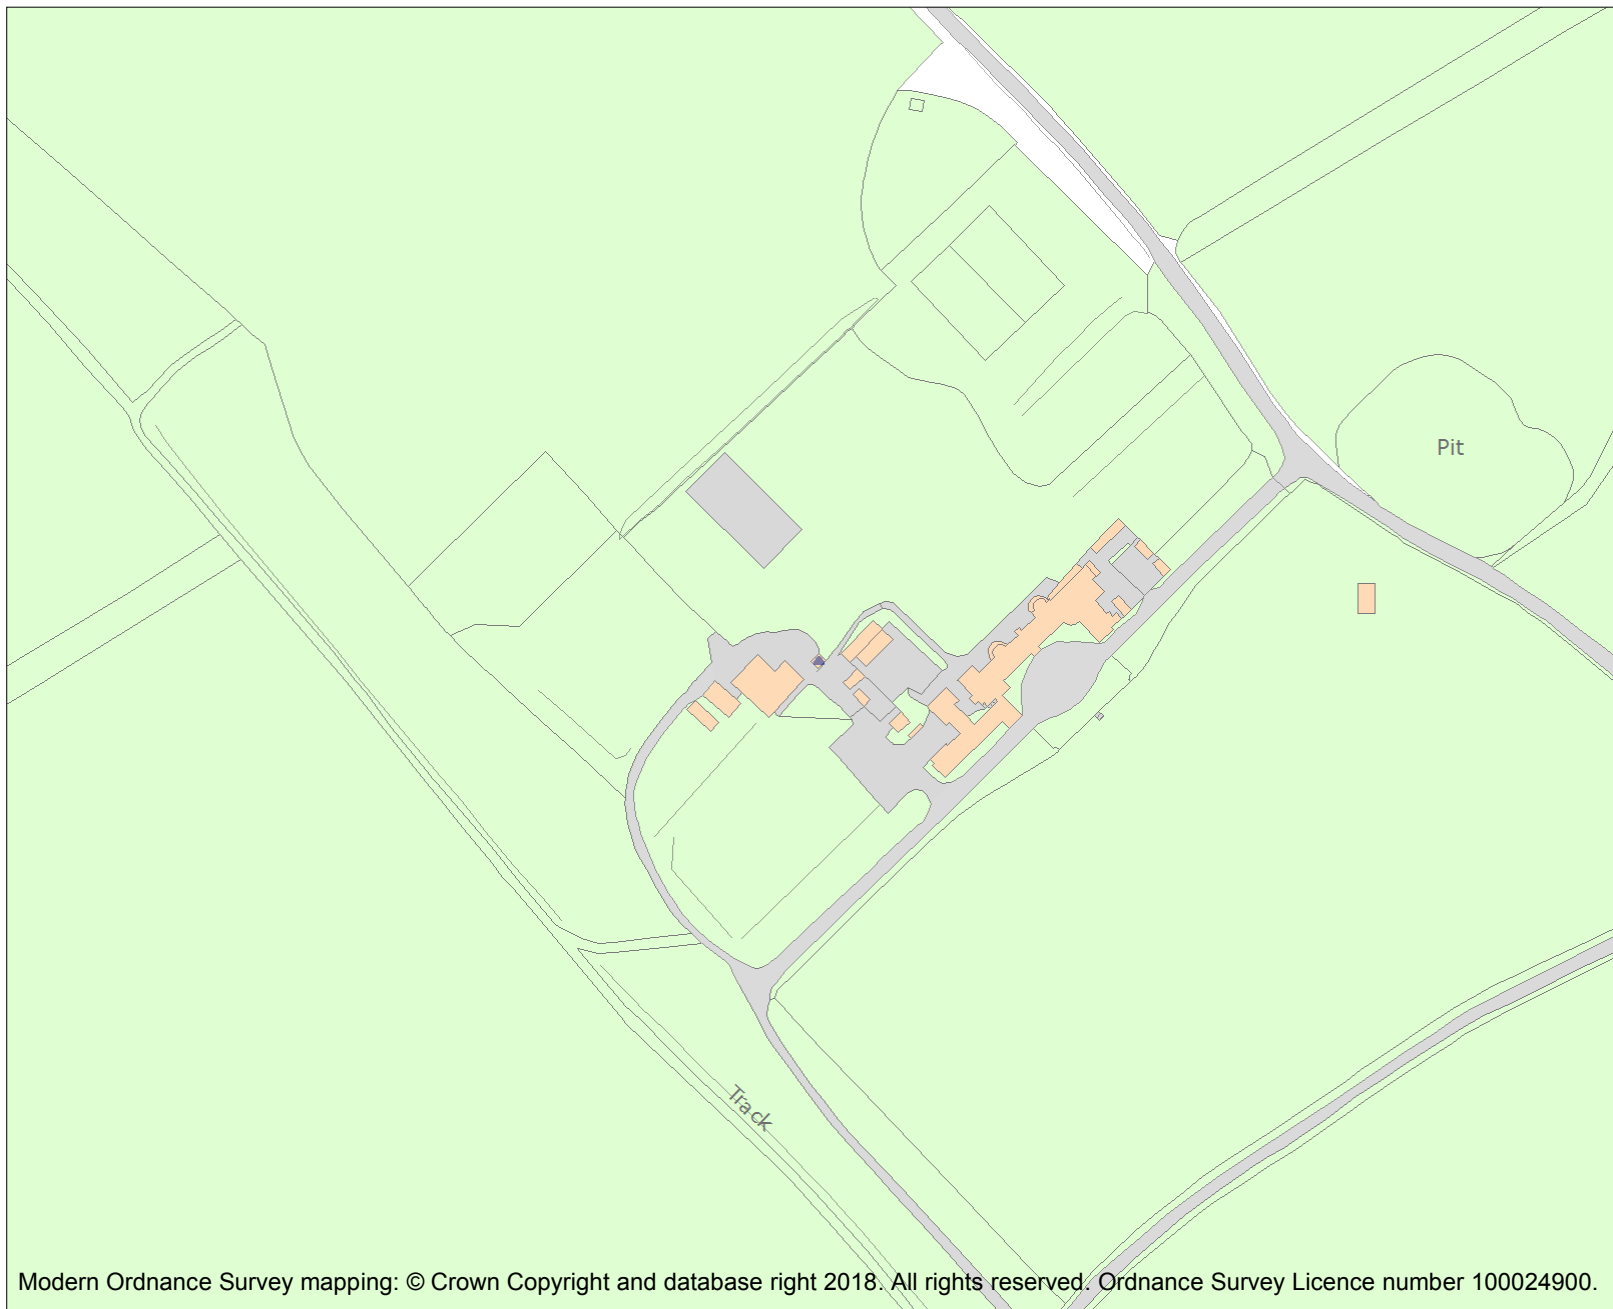 Pit
Track
Modern Ordnance Survey mapping: © Crown Copyright and database right 2018. All rights reserved. Ordnance Survey Licence number 100024900.